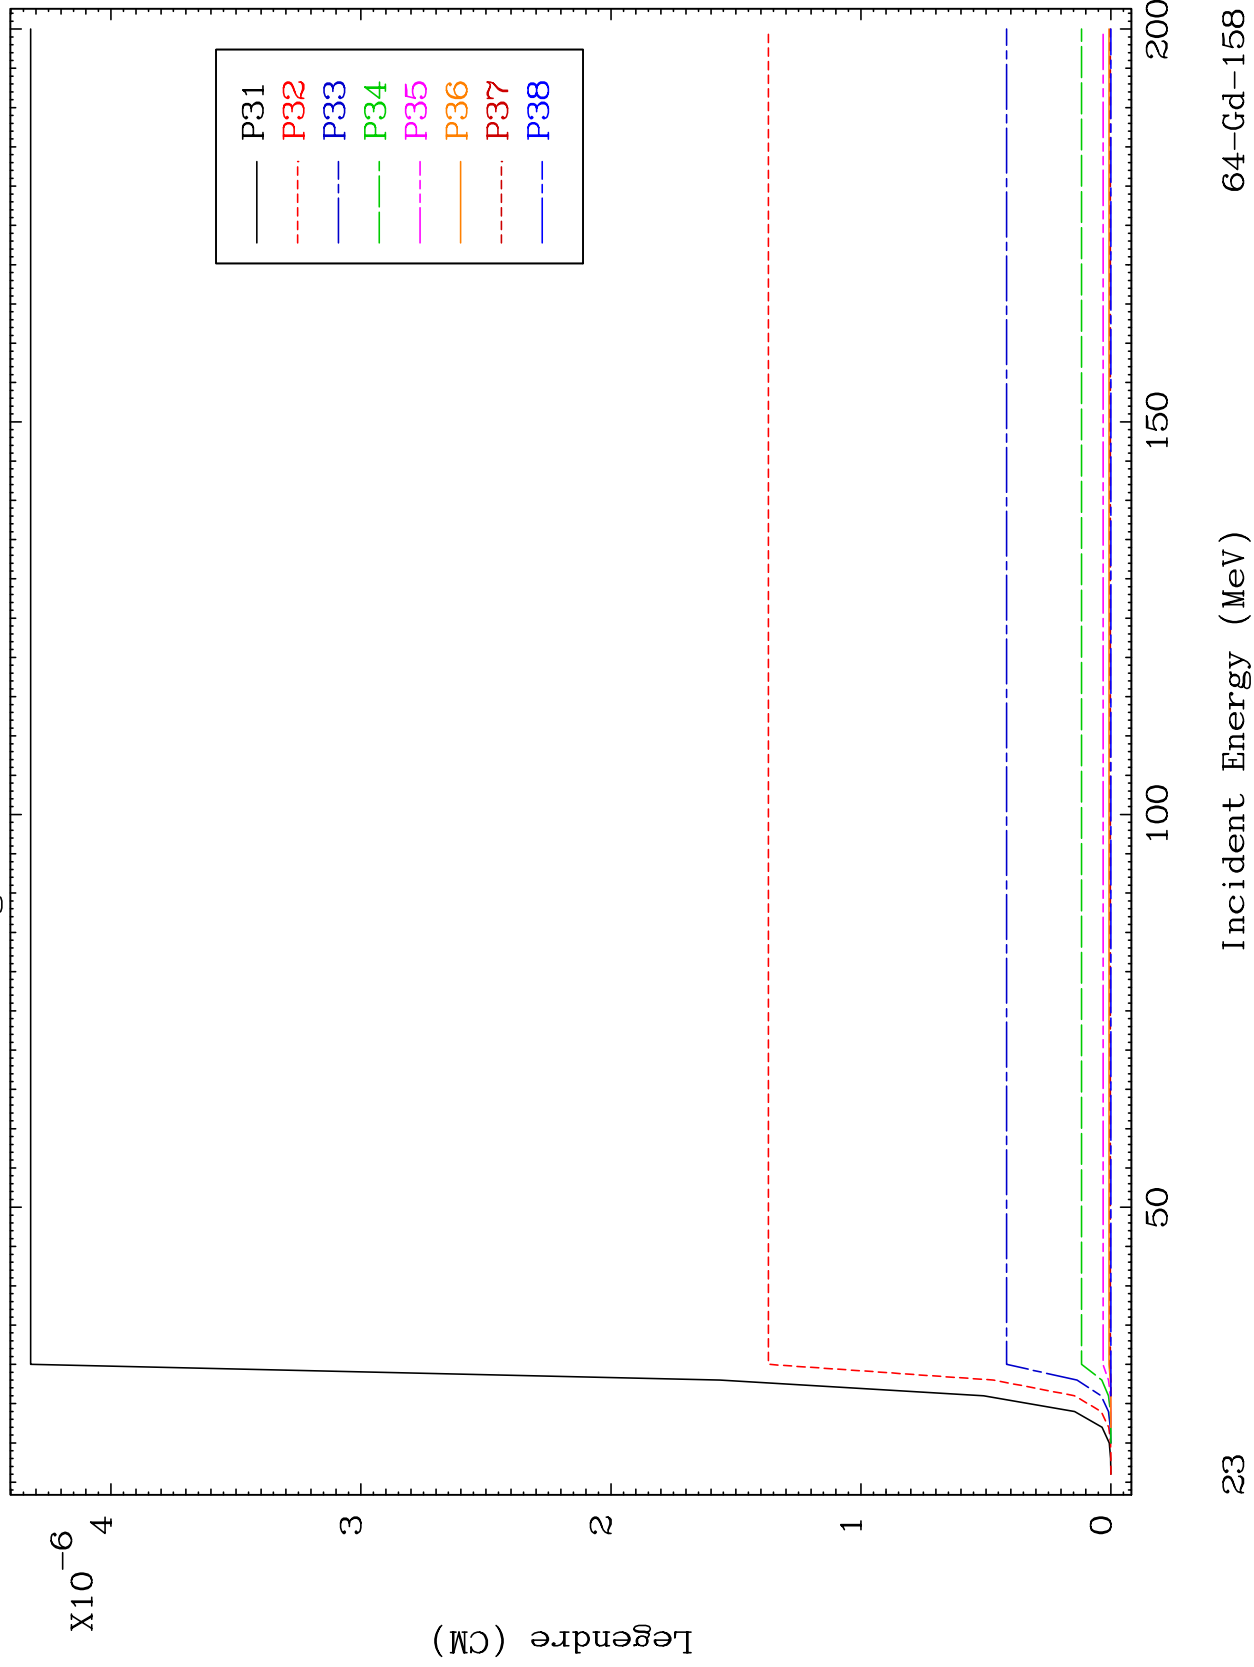 X10-6
4
3
2
1
0
Legendre (CM)
P31
P32
P33
P34
P35
P36
P37
P38
50
100
150
200
Incident Energy (MeV)
23
64-Gd-158